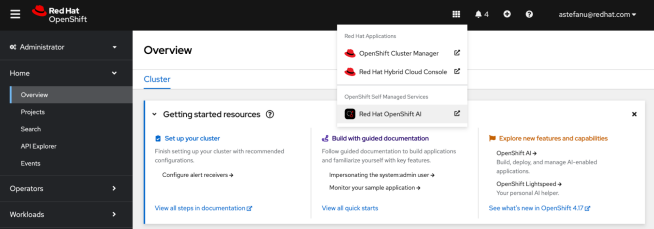 Red Hat
OpenShift
4
astefanu@redhat.com
Administrator
Home
Overview
Projects
Search
API Explorer
Events
Operators
Workloads
Overview
Cluster
Red Hat Applications
OpenShift Cluster Manager
Red Hat Hybrid Cloud Console
OpenShift Self Managed Services
Red Hat OpenShift AI
Getting started resources
Set up your cluster
Finish setting up your cluster with recommended
configurations.
Configure alert receivers
View all steps in documentation
Build with guided documentation
Follow guided documentation to build applications
and familiarize yourself with key features.
Impersonating the system:admin user
Monitor your sample application
View all quick starts
Explore new features and capabilities
OpenShift AI
Build, deploy, and manage AI-enabled
applications.
OpenShift Lightspeed
Your personal AI helper.
See what's new in OpenShift 4.17